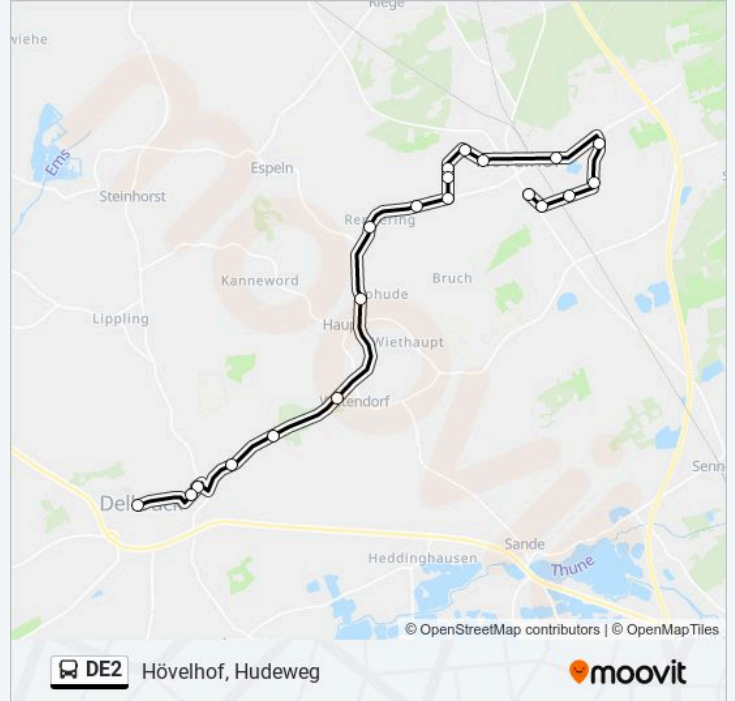 Riege
wiehe
Ems
Espeln
Steinhorst
Kanneword
Bruch
Lippling
Wiethaupt
Heddinghausen
Sande
Thune
Senn
© OpenStreetMap contributors | © OpenMapTiles
DE2 Hövelhof, Hudeweg
moovit